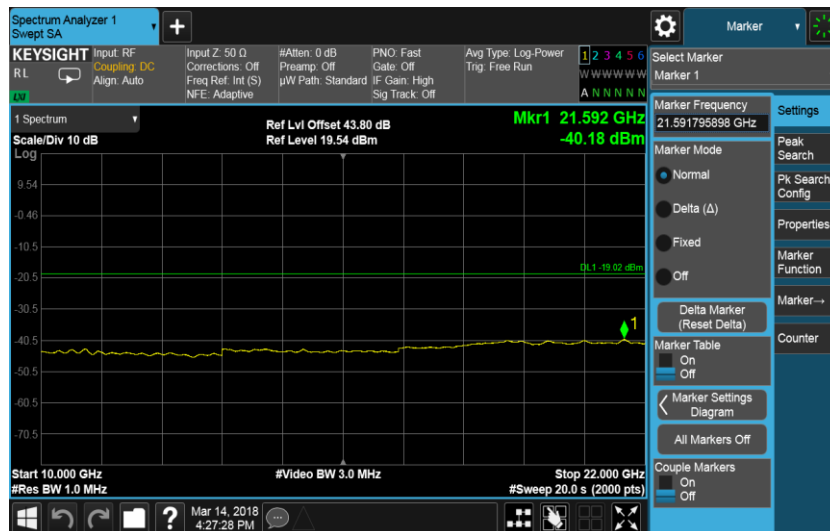 Spectrum Analyzer 1
Swept SA
+
Marker
KEYSIGHT
RL
LXI
Input: RF
Coupling: DC
Align: Auto
Input Z: 50 Ω
Corrections: Off
Freq Ref: Int (S)
NFE: Adaptive
#Atten: 0 dB
Preamp: Off
µW Path: Standard
PNO: Fast
Gate: Off
IF Gain: High
Sig Track: Off
Avg Type: Log-Power
Trig: Free Run
1 2 3 4 5 6
W W W W W W
A N N N N N
Select Marker
Marker 1
1 Spectrum
Scale/Div 10 dB
Log
Ref Lvl Offset 43.80 dB
Ref Level 19.54 dBm
Mkr1 21.592 GHz
-40.18 dBm
9.54
-0.46
-10.5
-20.5
-30.5
-40.5
-50.5
-60.5
-70.5
DL1 -19.02 dBm
1
Start 10.000 GHz
#Res BW 1.0 MHz
#Video BW 3.0 MHz
Stop 22.000 GHz
#Sweep 20.0 s (2000 pts)
Marker Frequency
21.591795898 GHz
Marker Mode
Normal
Delta (Δ)
Fixed
Off
Delta Marker
(Reset Delta)
Marker Table
On
Off
Marker Settings
Diagram
All Markers Off
Couple Markers
On
Off
Settings
Peak
Search
Pk Search
Config
Properties
Marker
Function
Marker→
Counter
?
Mar 14, 2018
4:27:28 PM